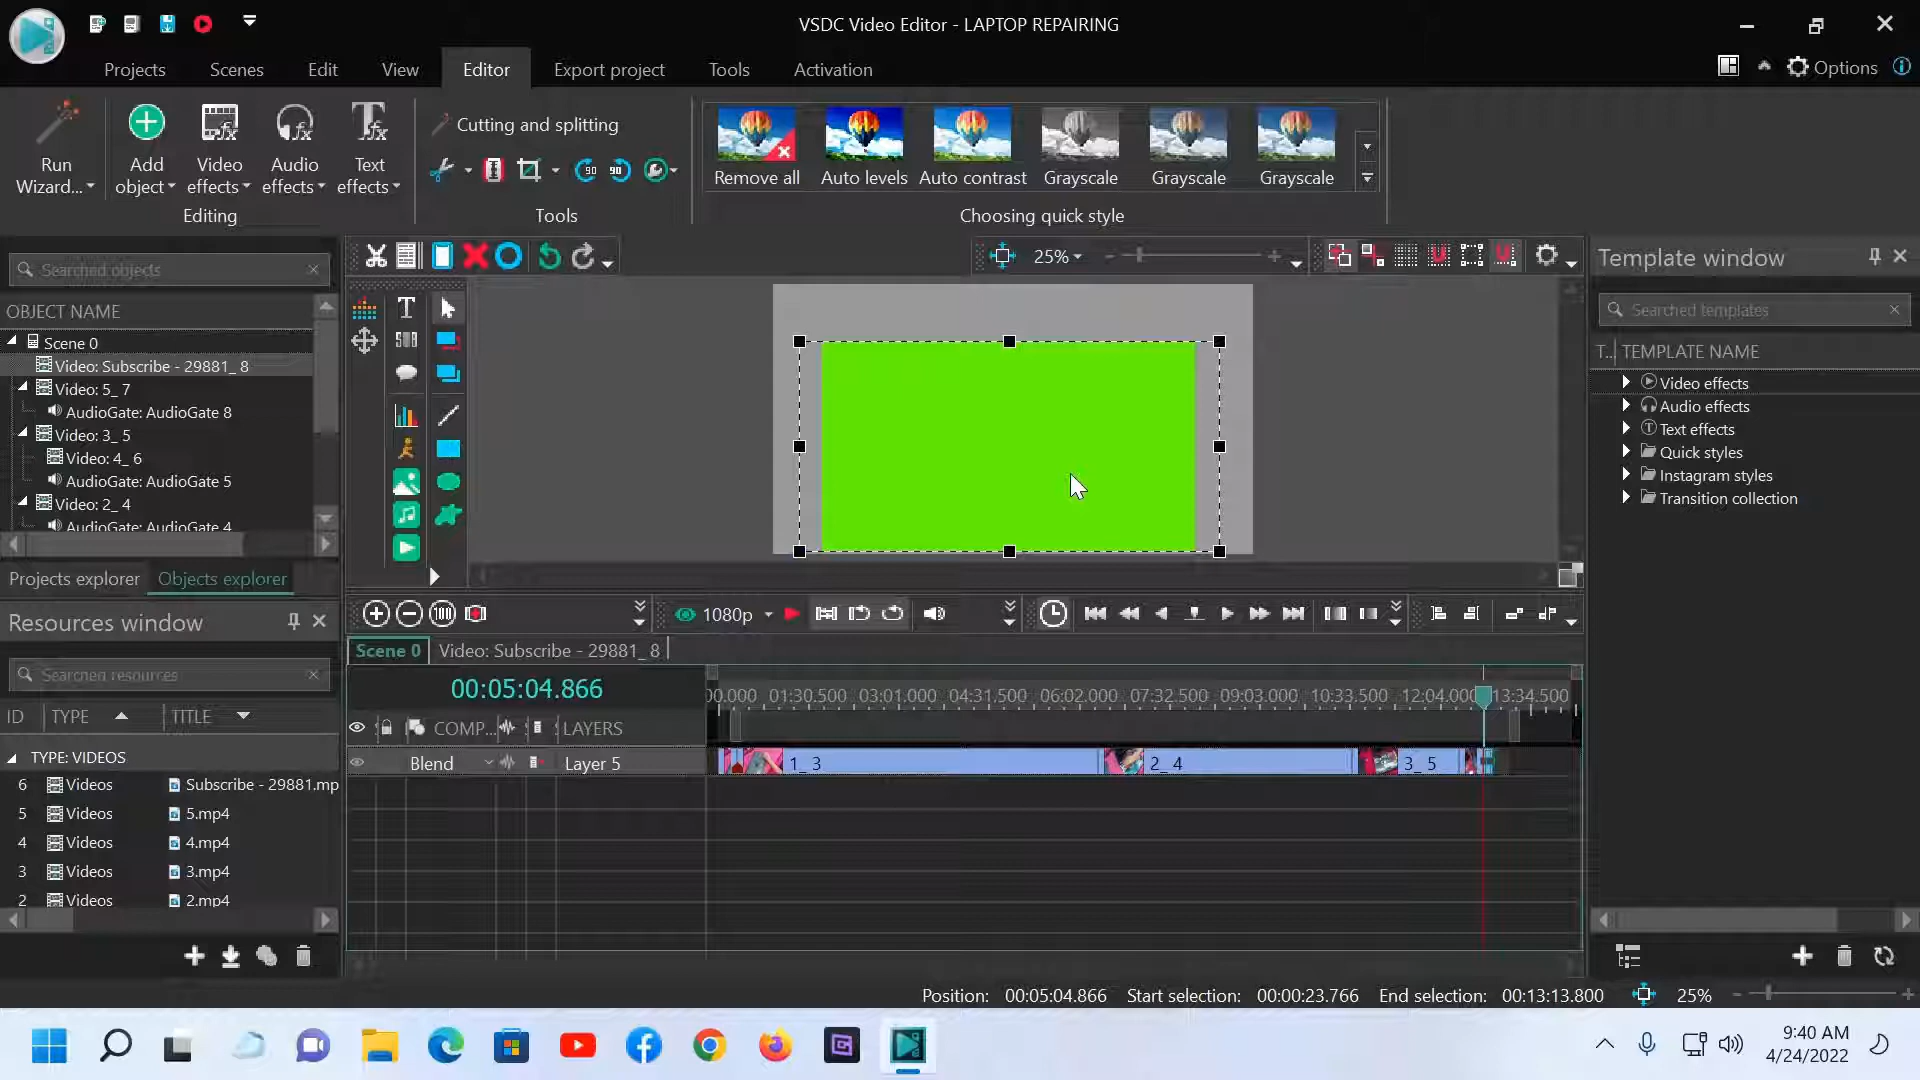 VSDC Video Editor - LAPTOP REPAIRING
Projects Scenes Edit View Editor Export project Tools Activation Options
Run Wizard... Add object Video effects Audio effects Text effects
Editing
Cutting and splitting
Tools
Remove all Auto levels Auto contrast Grayscale Grayscale Grayscale
Choosing quick style
Searched objects
OBJECT NAME
Scene 0
Video: Subscribe - 29881_ 8
Video: 5_ 7
AudioGate: AudioGate 8
Video: 3_ 5
Video: 4_ 6
AudioGate: AudioGate 5
Video: 2_ 4
AudioGate: AudioGate 4
Projects explorer Objects explorer
25%
Template window
Searched templates
T... TEMPLATE NAME
Video effects
Audio effects
Text effects
Quick styles
Instagram styles
Transition collection
Resources window
Searched resources
ID TYPE TITLE
TYPE: VIDEOS
6 Videos Subscribe - 29881.mp
5 Videos 5.mp4
4 Videos 4.mp4
3 Videos 3.mp4
2 Videos 2.mp4
1080p
Scene 0 Video: Subscribe - 29881_ 8
00:05:04.866
00.000 01:30.500 03:01.000 04:31.500 06:02.000 07:32.500 09:03.000 10:33.500 12:04.000 13:34.500
COMP... LAYERS
Blend Layer 5
1_ 3 2_ 4 3_ 5
Position: 00:05:04.866 Start selection: 00:00:23.766 End selection: 00:13:13.800 25%
9:40 AM
4/24/2022